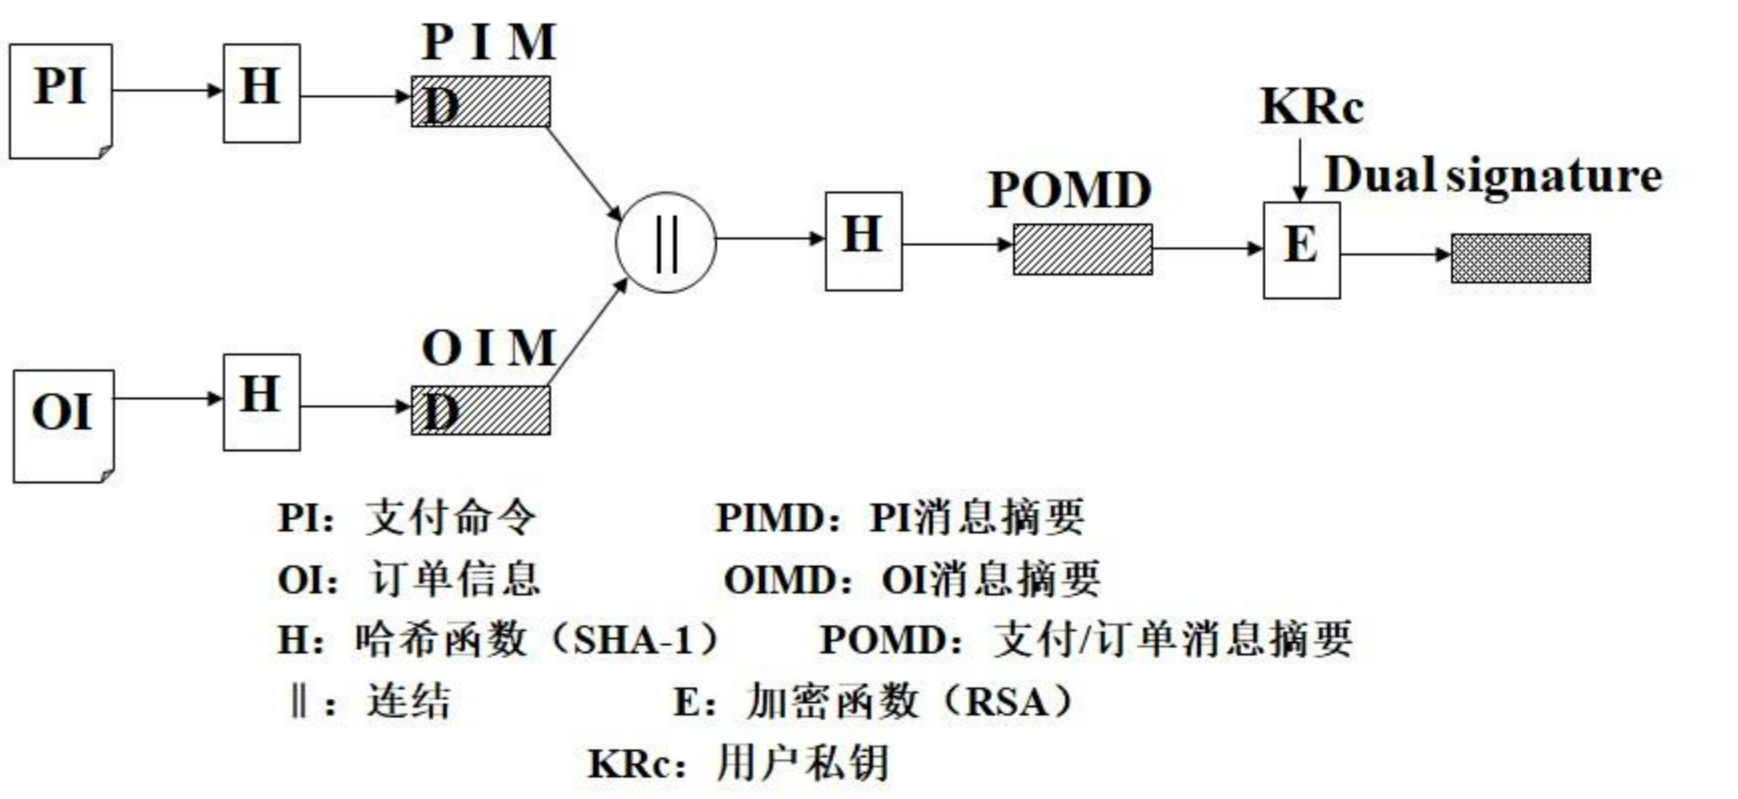 P I M
D
PI
H
KRc
Dual signature
POMD
||
H
E
O I M
D
OI
H
PI：支付命令 PIMD：PI消息摘要
OI：订单信息 OIMD：OI消息摘要
H：哈希函数（SHA-1） POMD：支付/订单消息摘要
‖：连结 E：加密函数（RSA）
KRc：用户私钥